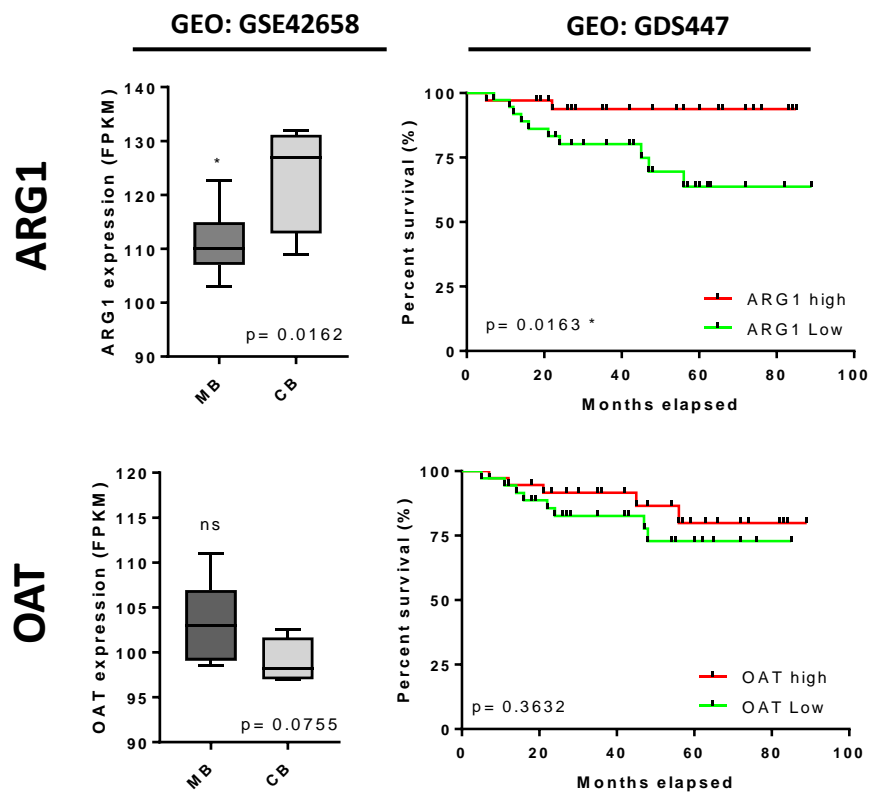 GEO: GSE42658
GEO: GDS447
ARG1
ARG1 expression (FPKM)
140
130
120
110
100
90
*
p= 0.0162
MB
CB
Percent survival (%)
100
75
50
25
0
ARG1 high
ARG1 Low
p= 0.0163 *
0
20
40
60
80
100
Months elapsed
OAT
OAT expression (FPKM)
120
115
110
105
100
95
90
ns
p= 0.0755
MB
CB
Percent survival (%)
100
75
50
25
0
OAT high
OAT Low
p= 0.3632
0
20
40
60
80
100
Months elapsed